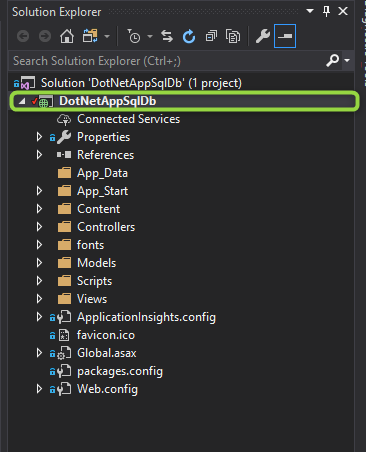 Solution Explorer
Search Solution Explorer (Ctrl+;)
Solution 'DotNetAppSqlDb' (1 project)
DotNetAppSqlDb
Connected Services
Properties
References
App_Data
App_Start
Content
Controllers
fonts
Models
Scripts
Views
ApplicationInsights.config
favicon.ico
Global.asax
packages.config
Web.config